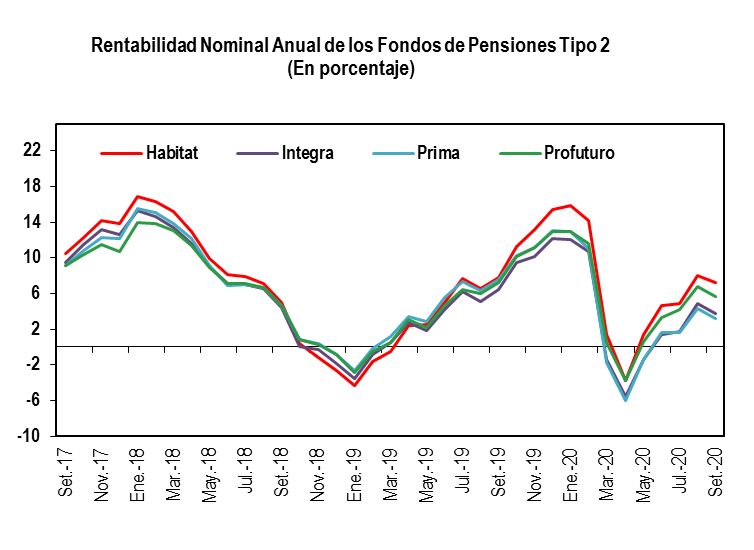 Rentabilidad Nominal Anual de los Fondos de Pensiones Tipo 2
(En porcentaje)
Habitat Integra Prima Profuturo
22
18
14
10
6
2
-2
-6
-10
Set.-17 Nov.-17 Ene.-18 Mar.-18 May.-18 Jul.-18 Set.-18 Nov.-18 Ene.-19 Mar.-19 May.-19 Jul.-19 Set.-19 Nov.-19 Ene.-20 Mar.-20 May.-20 Jul.-20 Set.-20